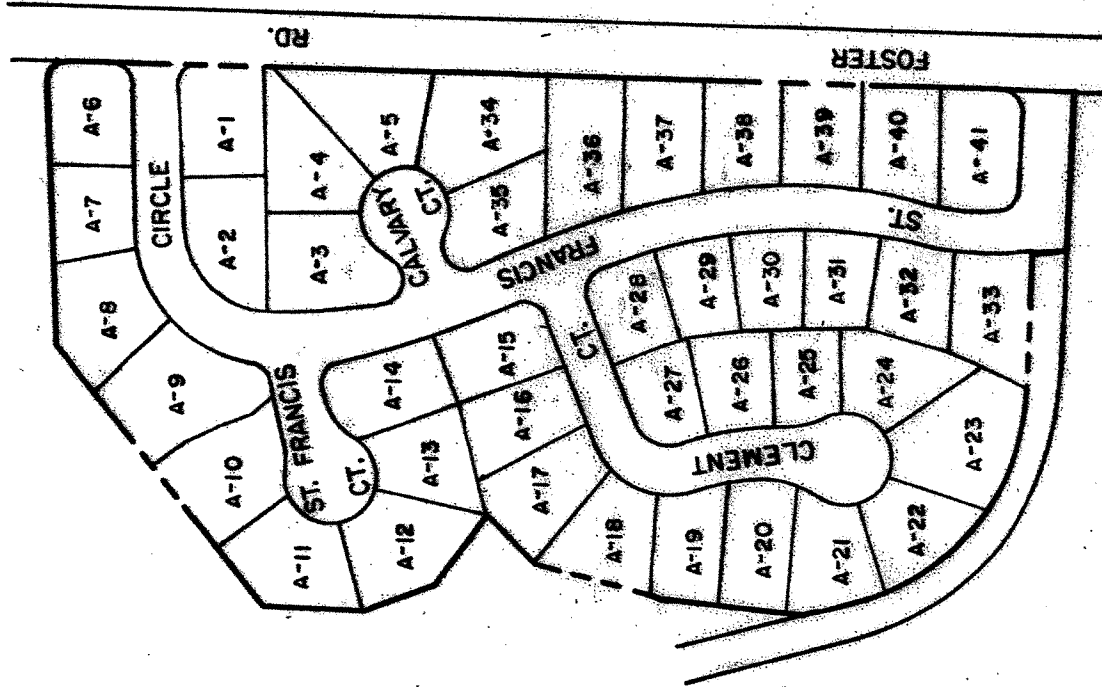 FOSTER
RD.
A-6
A-1
A-4
A-5
A-34
A-36
A-37
A-38
A-39
A-40
A-41
A-7
CIRCLE
A-2
A-3
CALVARY
CT.
A-35
ST.
FRANCIS
A-8
A-28
A-29
A-30
A-31
A-32
A-33
A-9
A-14
A-15
CT.
A-27
A-26
A-25
A-24
ST. FRANCIS
CT.
A-13
A-16
A-23
CLEMENT
A-10
A-17
A-11
A-12
A-18
A-19
A-20
A-21
A-22